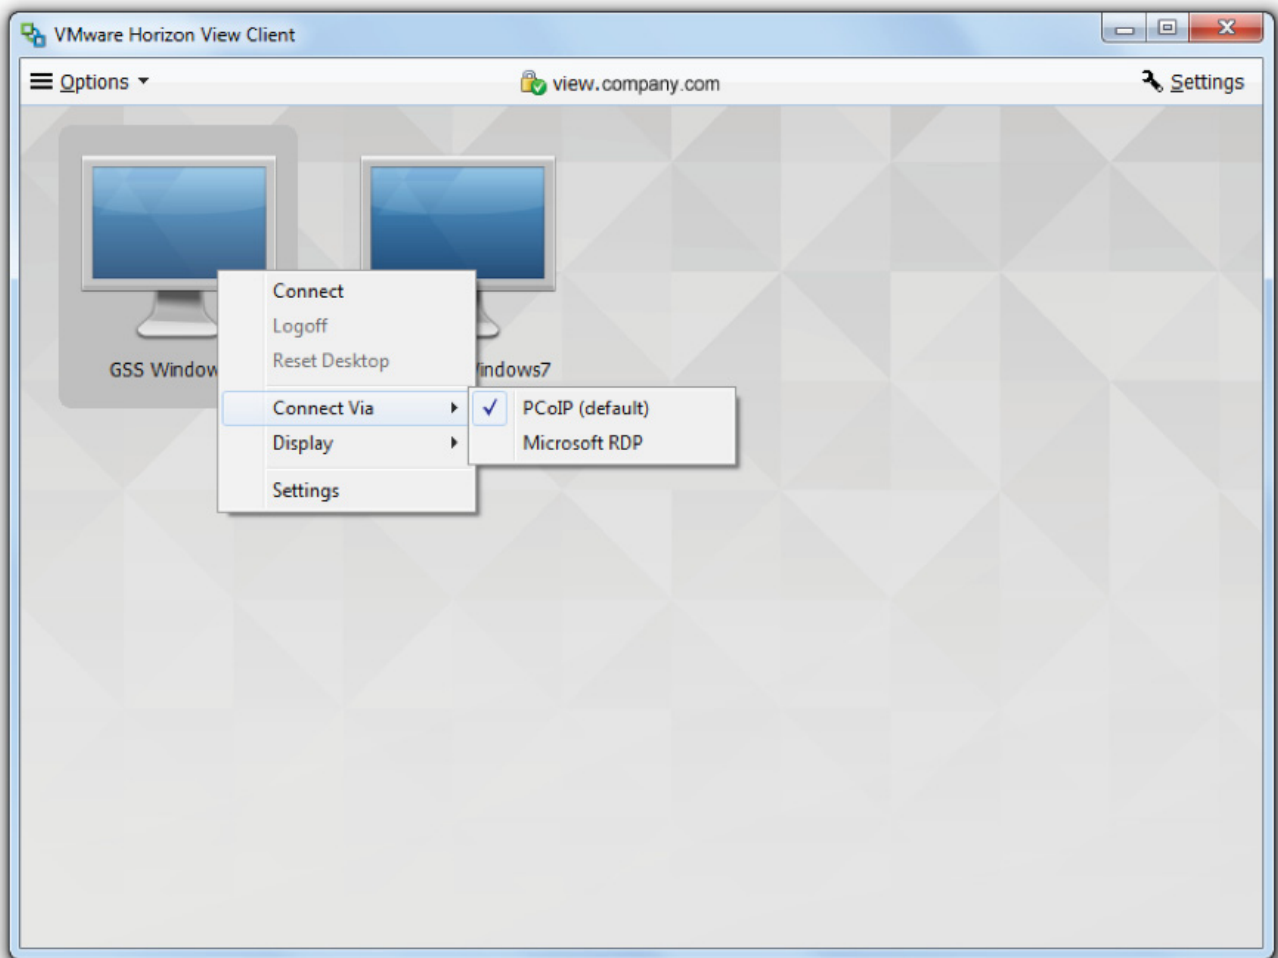 VMware Horizon View Client
Options
view.company.com
Settings
Connect
Logoff
Reset Desktop
GSS Window
indows7
Connect Via
PCoIP (default)
Display
Microsoft RDP
Settings